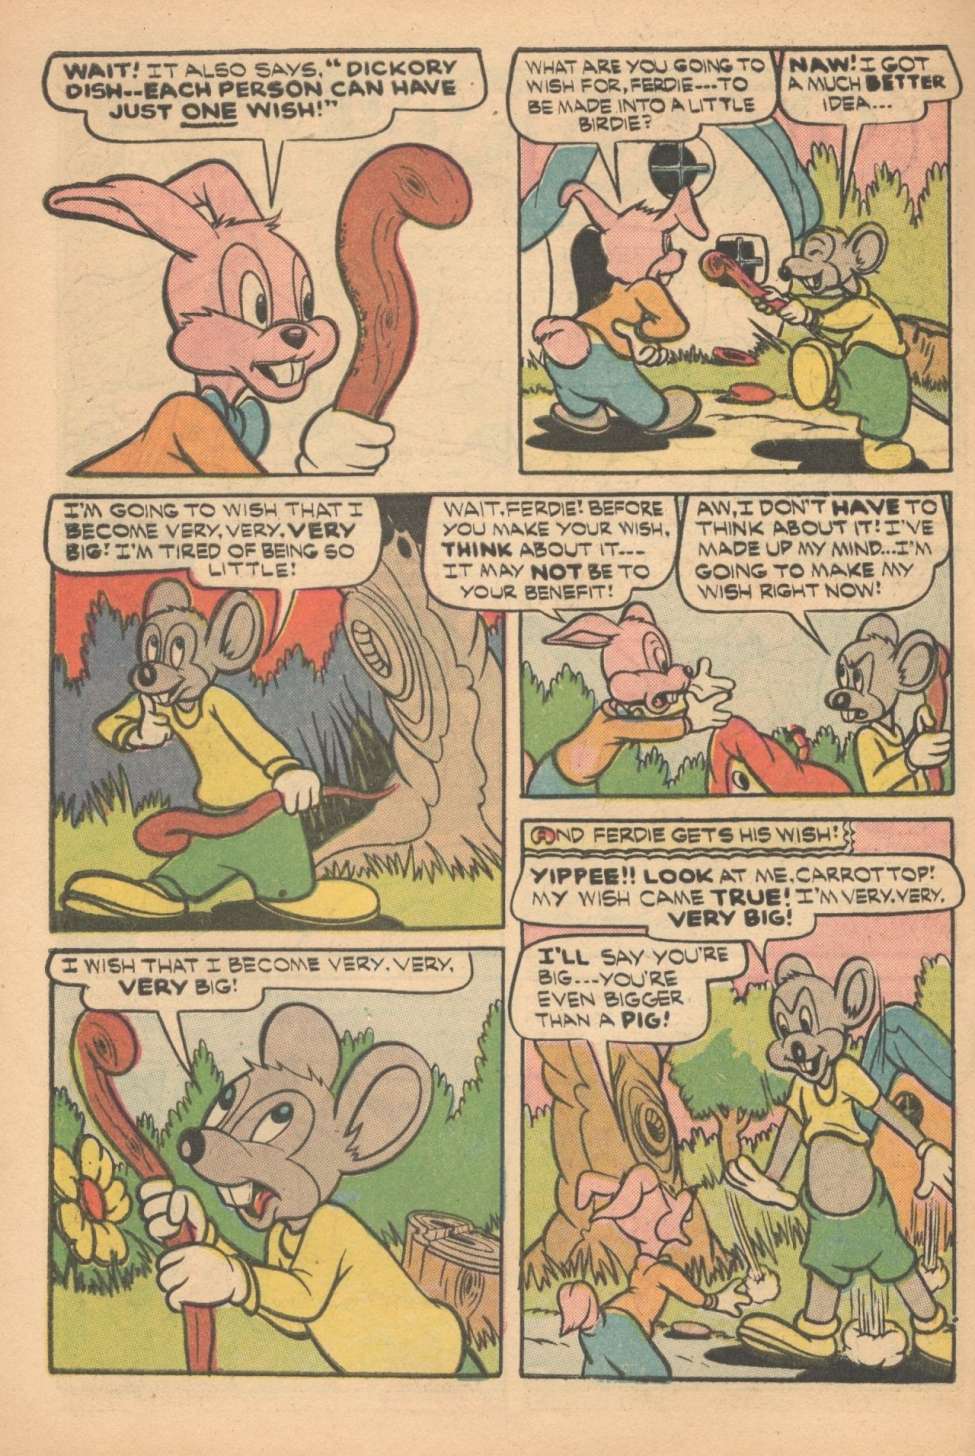 WAIT! IT ALSO SAYS, "DICKORY
DISH--EACH PERSON CAN HAVE
JUST ONE WISH!"
WHAT ARE YOU GOING TO
WISH FOR, FERDIE---TO
BE MADE INTO A LITTLE
BIRDIE?
NAW! I GOT
A MUCH BETTER
IDEA...
I'M GOING TO WISH THAT I
BECOME VERY, VERY, VERY
BIG! I'M TIRED OF BEING SO
LITTLE!
WAIT, FERDIE! BEFORE
YOU MAKE YOUR WISH,
THINK ABOUT IT---
IT MAY NOT BE TO
YOUR BENEFIT!
AW, I DON'T HAVE TO
THINK ABOUT IT! I'VE
MADE UP MY MIND...I'M
GOING TO MAKE MY
WISH RIGHT NOW!
I WISH THAT I BECOME VERY, VERY,
VERY BIG!
AND FERDIE GETS HIS WISH!
YIPPEE!! LOOK AT ME, CARROTTOP!
MY WISH CAME TRUE! I'M VERY, VERY,
VERY BIG!
I'LL SAY YOU'RE
BIG---YOU'RE
EVEN BIGGER
THAN A PIG!